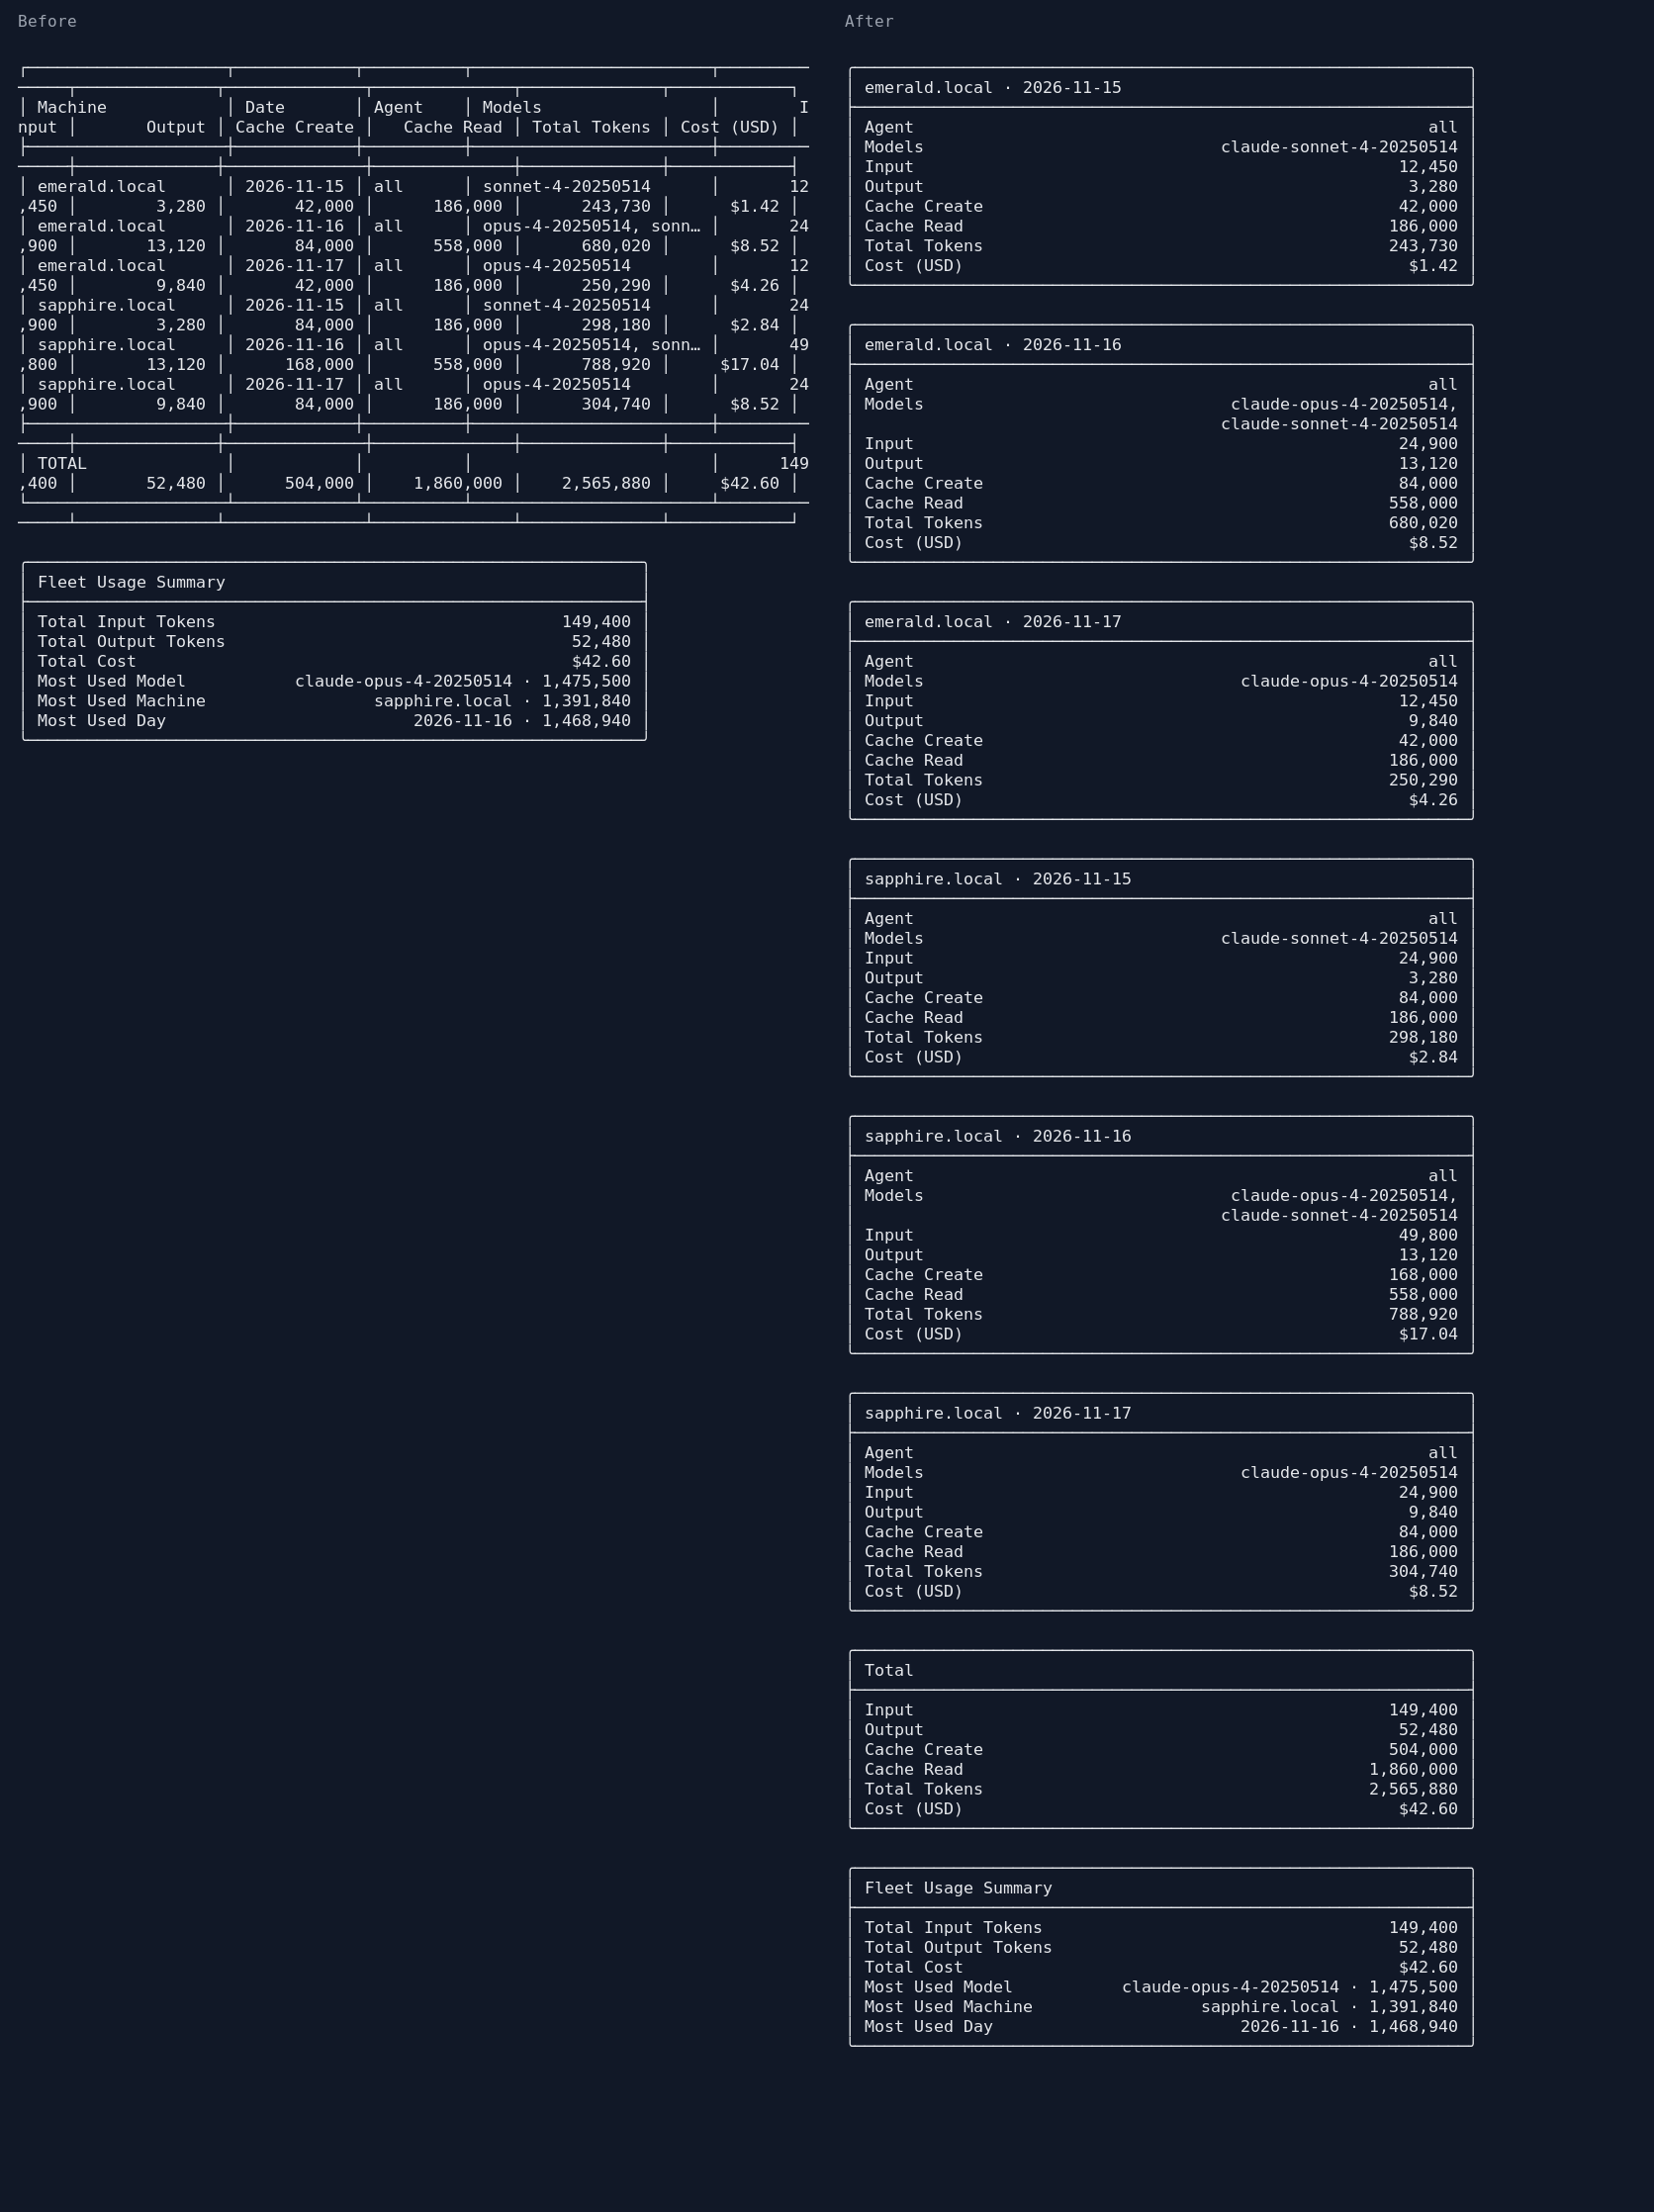 Before
Machine Date Agent Models I
nput Output Cache Create Cache Read Total Tokens Cost (USD)
emerald.local 2026-11-15 all sonnet-4-20250514 12
,450 3,280 42,000 186,000 243,730 $1.42
emerald.local 2026-11-16 all opus-4-20250514, sonn… 24
,900 13,120 84,000 558,000 680,020 $8.52
emerald.local 2026-11-17 all opus-4-20250514 12
,450 9,840 42,000 186,000 250,290 $4.26
sapphire.local 2026-11-15 all sonnet-4-20250514 24
,900 3,280 84,000 186,000 298,180 $2.84
sapphire.local 2026-11-16 all opus-4-20250514, sonn… 49
,800 13,120 168,000 558,000 788,920 $17.04
sapphire.local 2026-11-17 all opus-4-20250514 24
,900 9,840 84,000 186,000 304,740 $8.52
TOTAL 149
,400 52,480 504,000 1,860,000 2,565,880 $42.60
Fleet Usage Summary
Total Input Tokens 149,400
Total Output Tokens 52,480
Total Cost $42.60
Most Used Model claude-opus-4-20250514 · 1,475,500
Most Used Machine sapphire.local · 1,391,840
Most Used Day 2026-11-16 · 1,468,940
After
emerald.local · 2026-11-15
Agent all
Models claude-sonnet-4-20250514
Input 12,450
Output 3,280
Cache Create 42,000
Cache Read 186,000
Total Tokens 243,730
Cost (USD) $1.42
emerald.local · 2026-11-16
Agent all
Models claude-opus-4-20250514,
claude-sonnet-4-20250514
Input 24,900
Output 13,120
Cache Create 84,000
Cache Read 558,000
Total Tokens 680,020
Cost (USD) $8.52
emerald.local · 2026-11-17
Agent all
Models claude-opus-4-20250514
Input 12,450
Output 9,840
Cache Create 42,000
Cache Read 186,000
Total Tokens 250,290
Cost (USD) $4.26
sapphire.local · 2026-11-15
Agent all
Models claude-sonnet-4-20250514
Input 24,900
Output 3,280
Cache Create 84,000
Cache Read 186,000
Total Tokens 298,180
Cost (USD) $2.84
sapphire.local · 2026-11-16
Agent all
Models claude-opus-4-20250514,
claude-sonnet-4-20250514
Input 49,800
Output 13,120
Cache Create 168,000
Cache Read 558,000
Total Tokens 788,920
Cost (USD) $17.04
sapphire.local · 2026-11-17
Agent all
Models claude-opus-4-20250514
Input 24,900
Output 9,840
Cache Create 84,000
Cache Read 186,000
Total Tokens 304,740
Cost (USD) $8.52
Total
Input 149,400
Output 52,480
Cache Create 504,000
Cache Read 1,860,000
Total Tokens 2,565,880
Cost (USD) $42.60
Fleet Usage Summary
Total Input Tokens 149,400
Total Output Tokens 52,480
Total Cost $42.60
Most Used Model claude-opus-4-20250514 · 1,475,500
Most Used Machine sapphire.local · 1,391,840
Most Used Day 2026-11-16 · 1,468,940